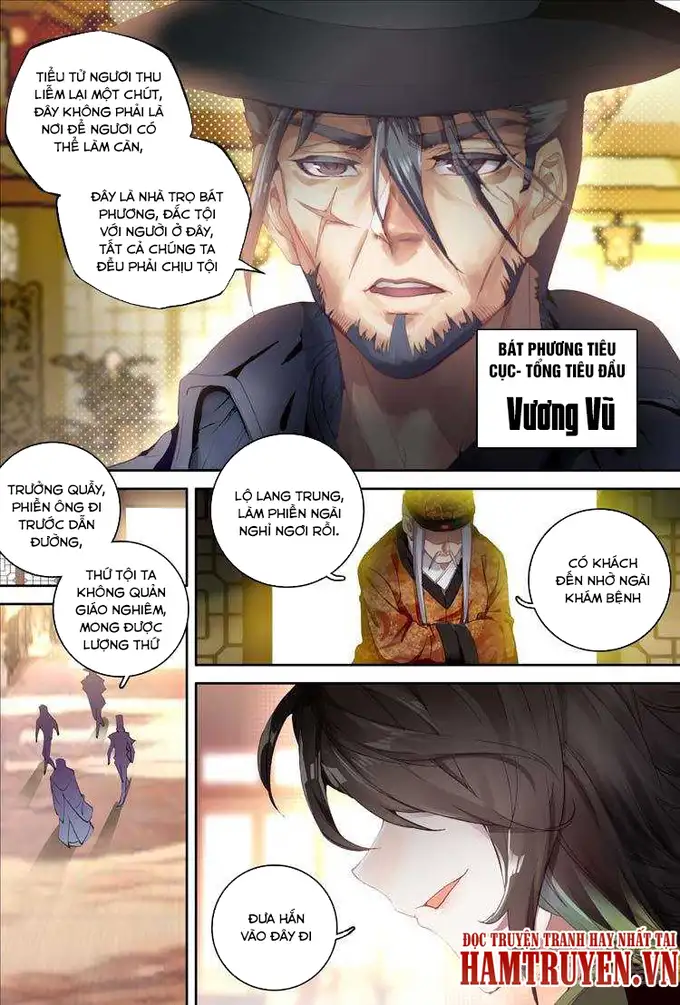 TIỂU TỬ NGƯƠI THU
LIỄM LẠI MỘT CHÚT,
ĐÂY KHÔNG PHẢI LÀ
NƠI ĐỂ NGƯƠI CÓ
THỂ LÀM CÀN,
ĐÂY LÀ NHÀ TRỌ BÁT
PHƯƠNG, ĐẮC TỘI
VỚI NGƯỜI Ở ĐÂY,
TẤT CẢ CHÚNG TA
ĐỀU PHẢI CHỊU TỘI
BÁT PHƯƠNG TIÊU
CỤC- TỔNG TIÊU ĐẦU
Vương Vũ
TRƯỞNG QUẦY,
PHIỀN ÔNG ĐI
TRƯỚC DẪN
ĐƯỜNG,
THỨ TỘI TA
KHÔNG QUẢN
GIÁO NGHIÊM,
MONG ĐƯỢC
LƯỢNG THỨ
LỘ LANG TRUNG,
LÀM PHIỀN NGÀI
NGHỈ NGƠI RỒI.
CÓ KHÁCH
ĐẾN NHỜ NGÀI
KHÁM BỆNH
ĐƯA HẮN
VÀO ĐÂY ĐI
ĐỌC TRUYỆN TRANH HAY NHẤT TẠI
HAMTRUYEN.VN